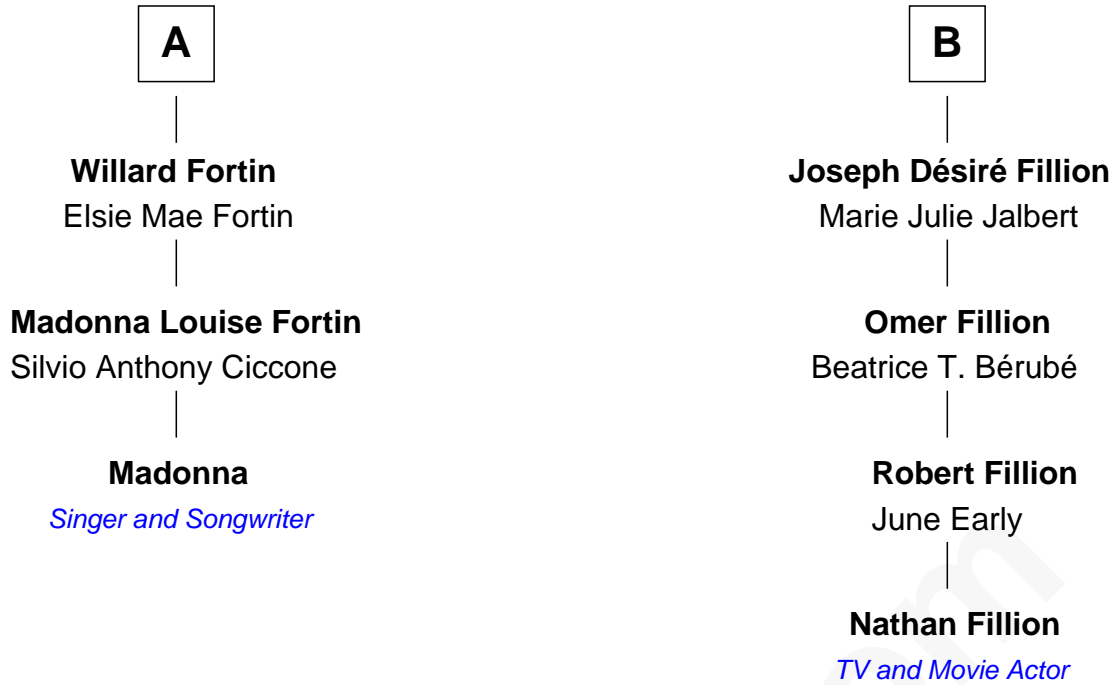 A
Willard Fortin
Elsie Mae Fortin
Madonna Louise Fortin
Silvio Anthony Ciccone
Madonna
Singer and Songwriter
B
Joseph Désiré Fillion
Marie Julie Jalbert
Omer Fillion
Beatrice T. Bérubé
Robert Fillion
June Early
Nathan Fillion
TV and Movie Actor